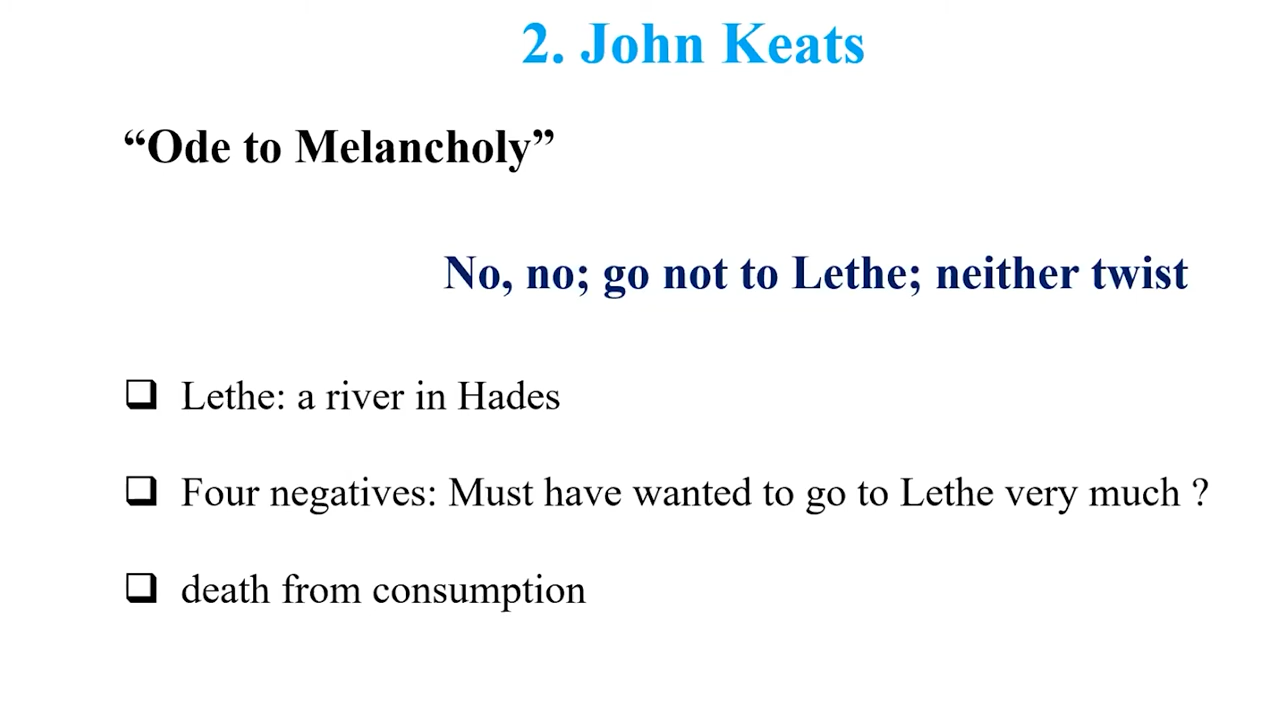 2. John Keats
“Ode to Melancholy”
No, no; go not to Lethe; neither twist
❑ Lethe: a river in Hades
❑ Four negatives: Must have wanted to go to Lethe very much ?
❑ death from consumption